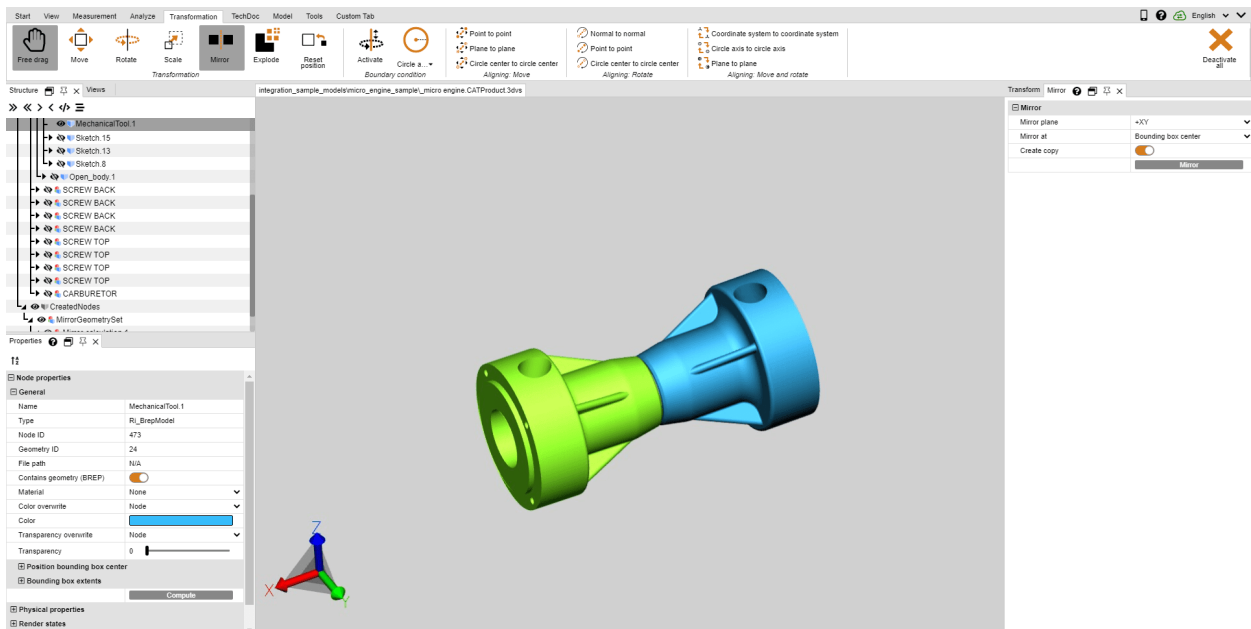 Start View Measurement Analyze Transformation TechDoc Model Tools Custom Tab
English
Free drag Move Rotate Scale Mirror Explode Reset position
Transformation
Activate Circle a...
Boundary condition
Point to point
Plane to plane
Circle center to circle center
Aligning: Move
Normal to normal
Point to point
Circle center to circle center
Aligning: Rotate
Coordinate system to coordinate system
Circle axis to circle axis
Plane to plane
Aligning: Move and rotate
Deactivate all
Structure Views
MechanicalTool.1
Sketch.15
Sketch.13
Sketch.8
Open_body.1
SCREW BACK
SCREW BACK
SCREW BACK
SCREW BACK
SCREW TOP
SCREW TOP
SCREW TOP
SCREW TOP
CARBURETOR
CreatedNodes
MirrorGeometrySet
Properties
Node properties
General
Name MechanicalTool.1
Type Ri_BrepModel
Node ID 473
Geometry ID 24
File path N/A
Contains geometry (BREP)
Material None
Color overwrite Node
Color
Transparency overwrite Node
Transparency 0
Position bounding box center
Bounding box extents
Compute
Physical properties
Render states
integration_sample_models\micro_engine_sample\_micro engine.CATProduct.3dvs
Z
X
Y
Transform Mirror
Mirror
Mirror plane +XY
Mirror at Bounding box center
Create copy
Mirror